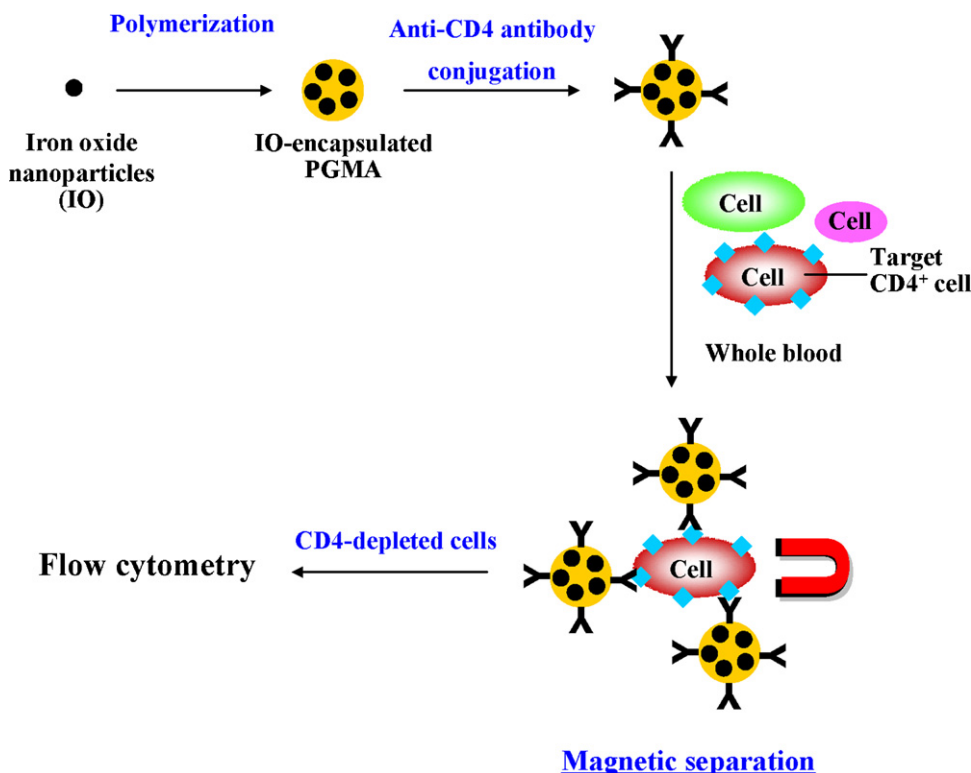 Polymerization
Anti-CD4 antibody
conjugation
Iron oxide
nanoparticles
(IO)
IO-encapsulated
PGMA
Cell
Cell
Cell
Target
CD4⁺ cell
Whole blood
CD4-depleted cells
Flow cytometry
Cell
Magnetic separation